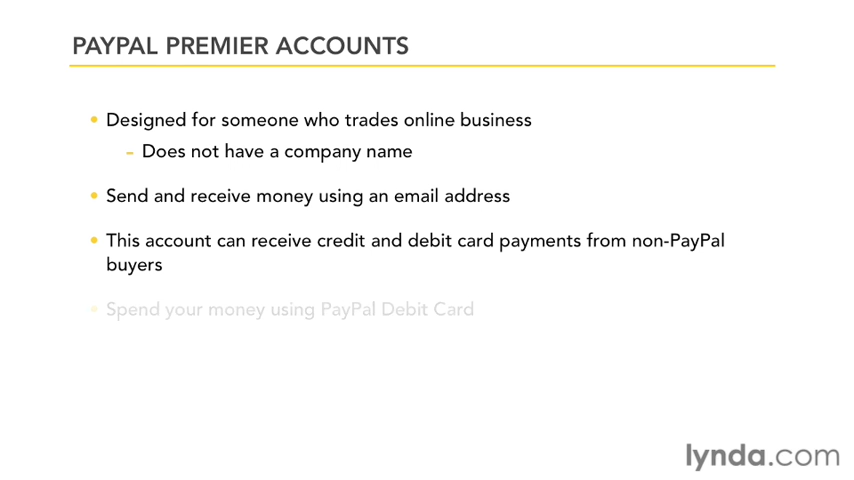 PAYPAL PREMIER ACCOUNTS
• Designed for someone who trades online business
– Does not have a company name
• Send and receive money using an email address
• This account can receive credit and debit card payments from non-PayPal
buyers
• Spend your money using PayPal Debit Card
lynda.com